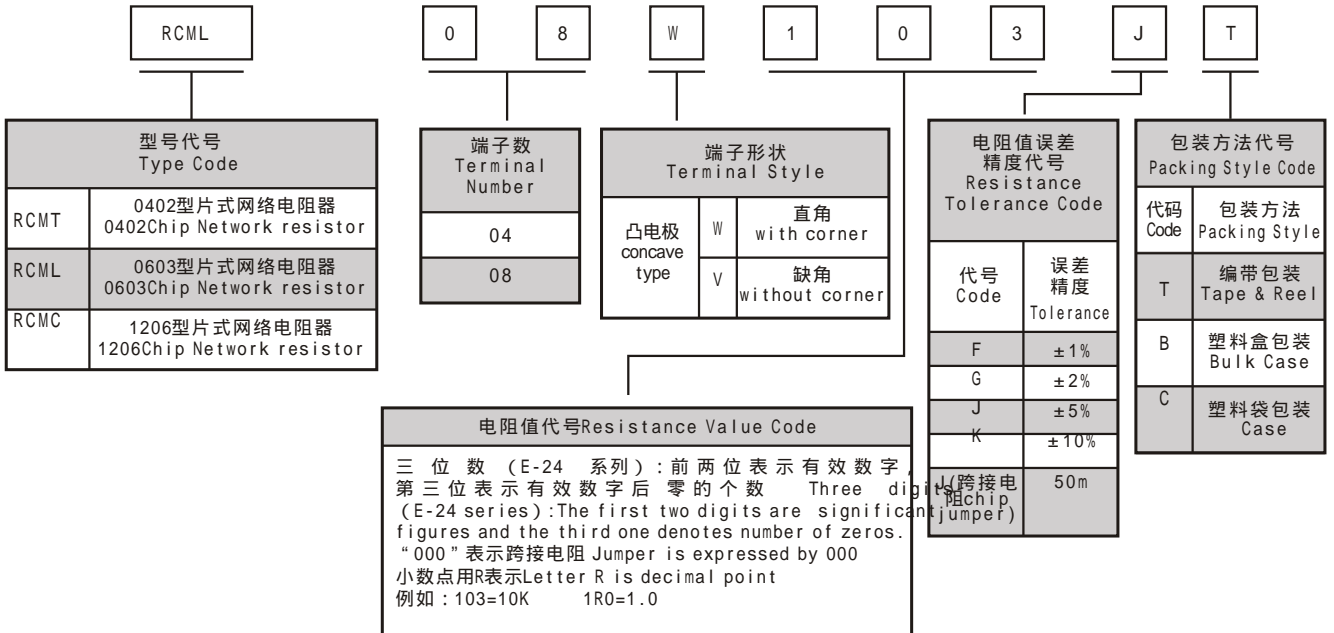 RCML 0 8 W 1 0 3 J T
型号代号
Type Code
RCMT
0402型片式网络电阻器
0402Chip Network resistor
RCML
0603型片式网络电阻器
0603Chip Network resistor
RCMC
1206型片式网络电阻器
1206Chip Network resistor
端子数
Terminal
Number
04
08
端子形状
Terminal Style
凸电极
concave
type
W
直角
with corner
V
缺角
without corner
电阻值误差
精度代号
Resistance
Tolerance Code
代号
Code
误差
精度
Tolerance
F ±1%
G ±2%
J ±5%
K ±10%
J(跨接电
阻chip
jumper)
50m
包装方法代号
Packing Style Code
代码
Code
包装方法
Packing Style
T
编带包装
Tape & Reel
B
塑料盒包装
Bulk Case
C
塑料袋包装
Case
电阻值代号Resistance Value Code
三位数(E-24 系列):前两位表示有效数字,
第三位表示有效数字后 零的个数 Three digits
(E-24 series):The first two digits are significant
figures and the third one denotes number of zeros.
“000”表示跨接电阻 Jumper is expressed by 000
小数点用R表示Letter R is decimal point
例如:103=10K 1R0=1.0